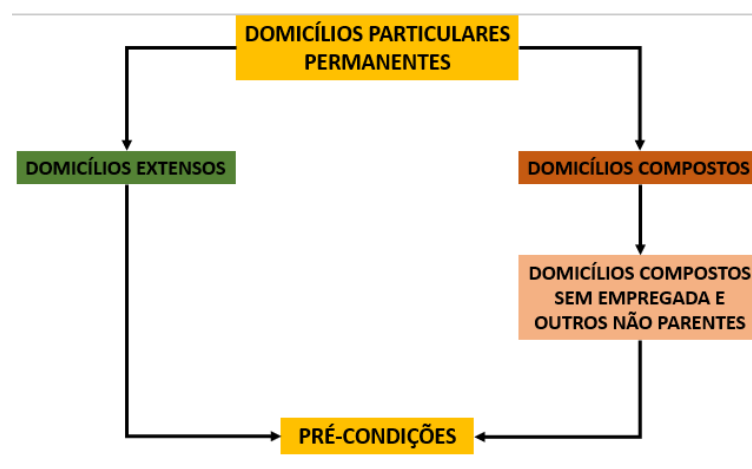 DOMICÍLIOS PARTICULARES
PERMANENTES
DOMICÍLIOS EXTENSOS
DOMICÍLIOS COMPOSTOS
DOMICÍLIOS COMPOSTOS
SEM EMPREGADA E
OUTROS NÃO PARENTES
PRÉ-CONDIÇÕES